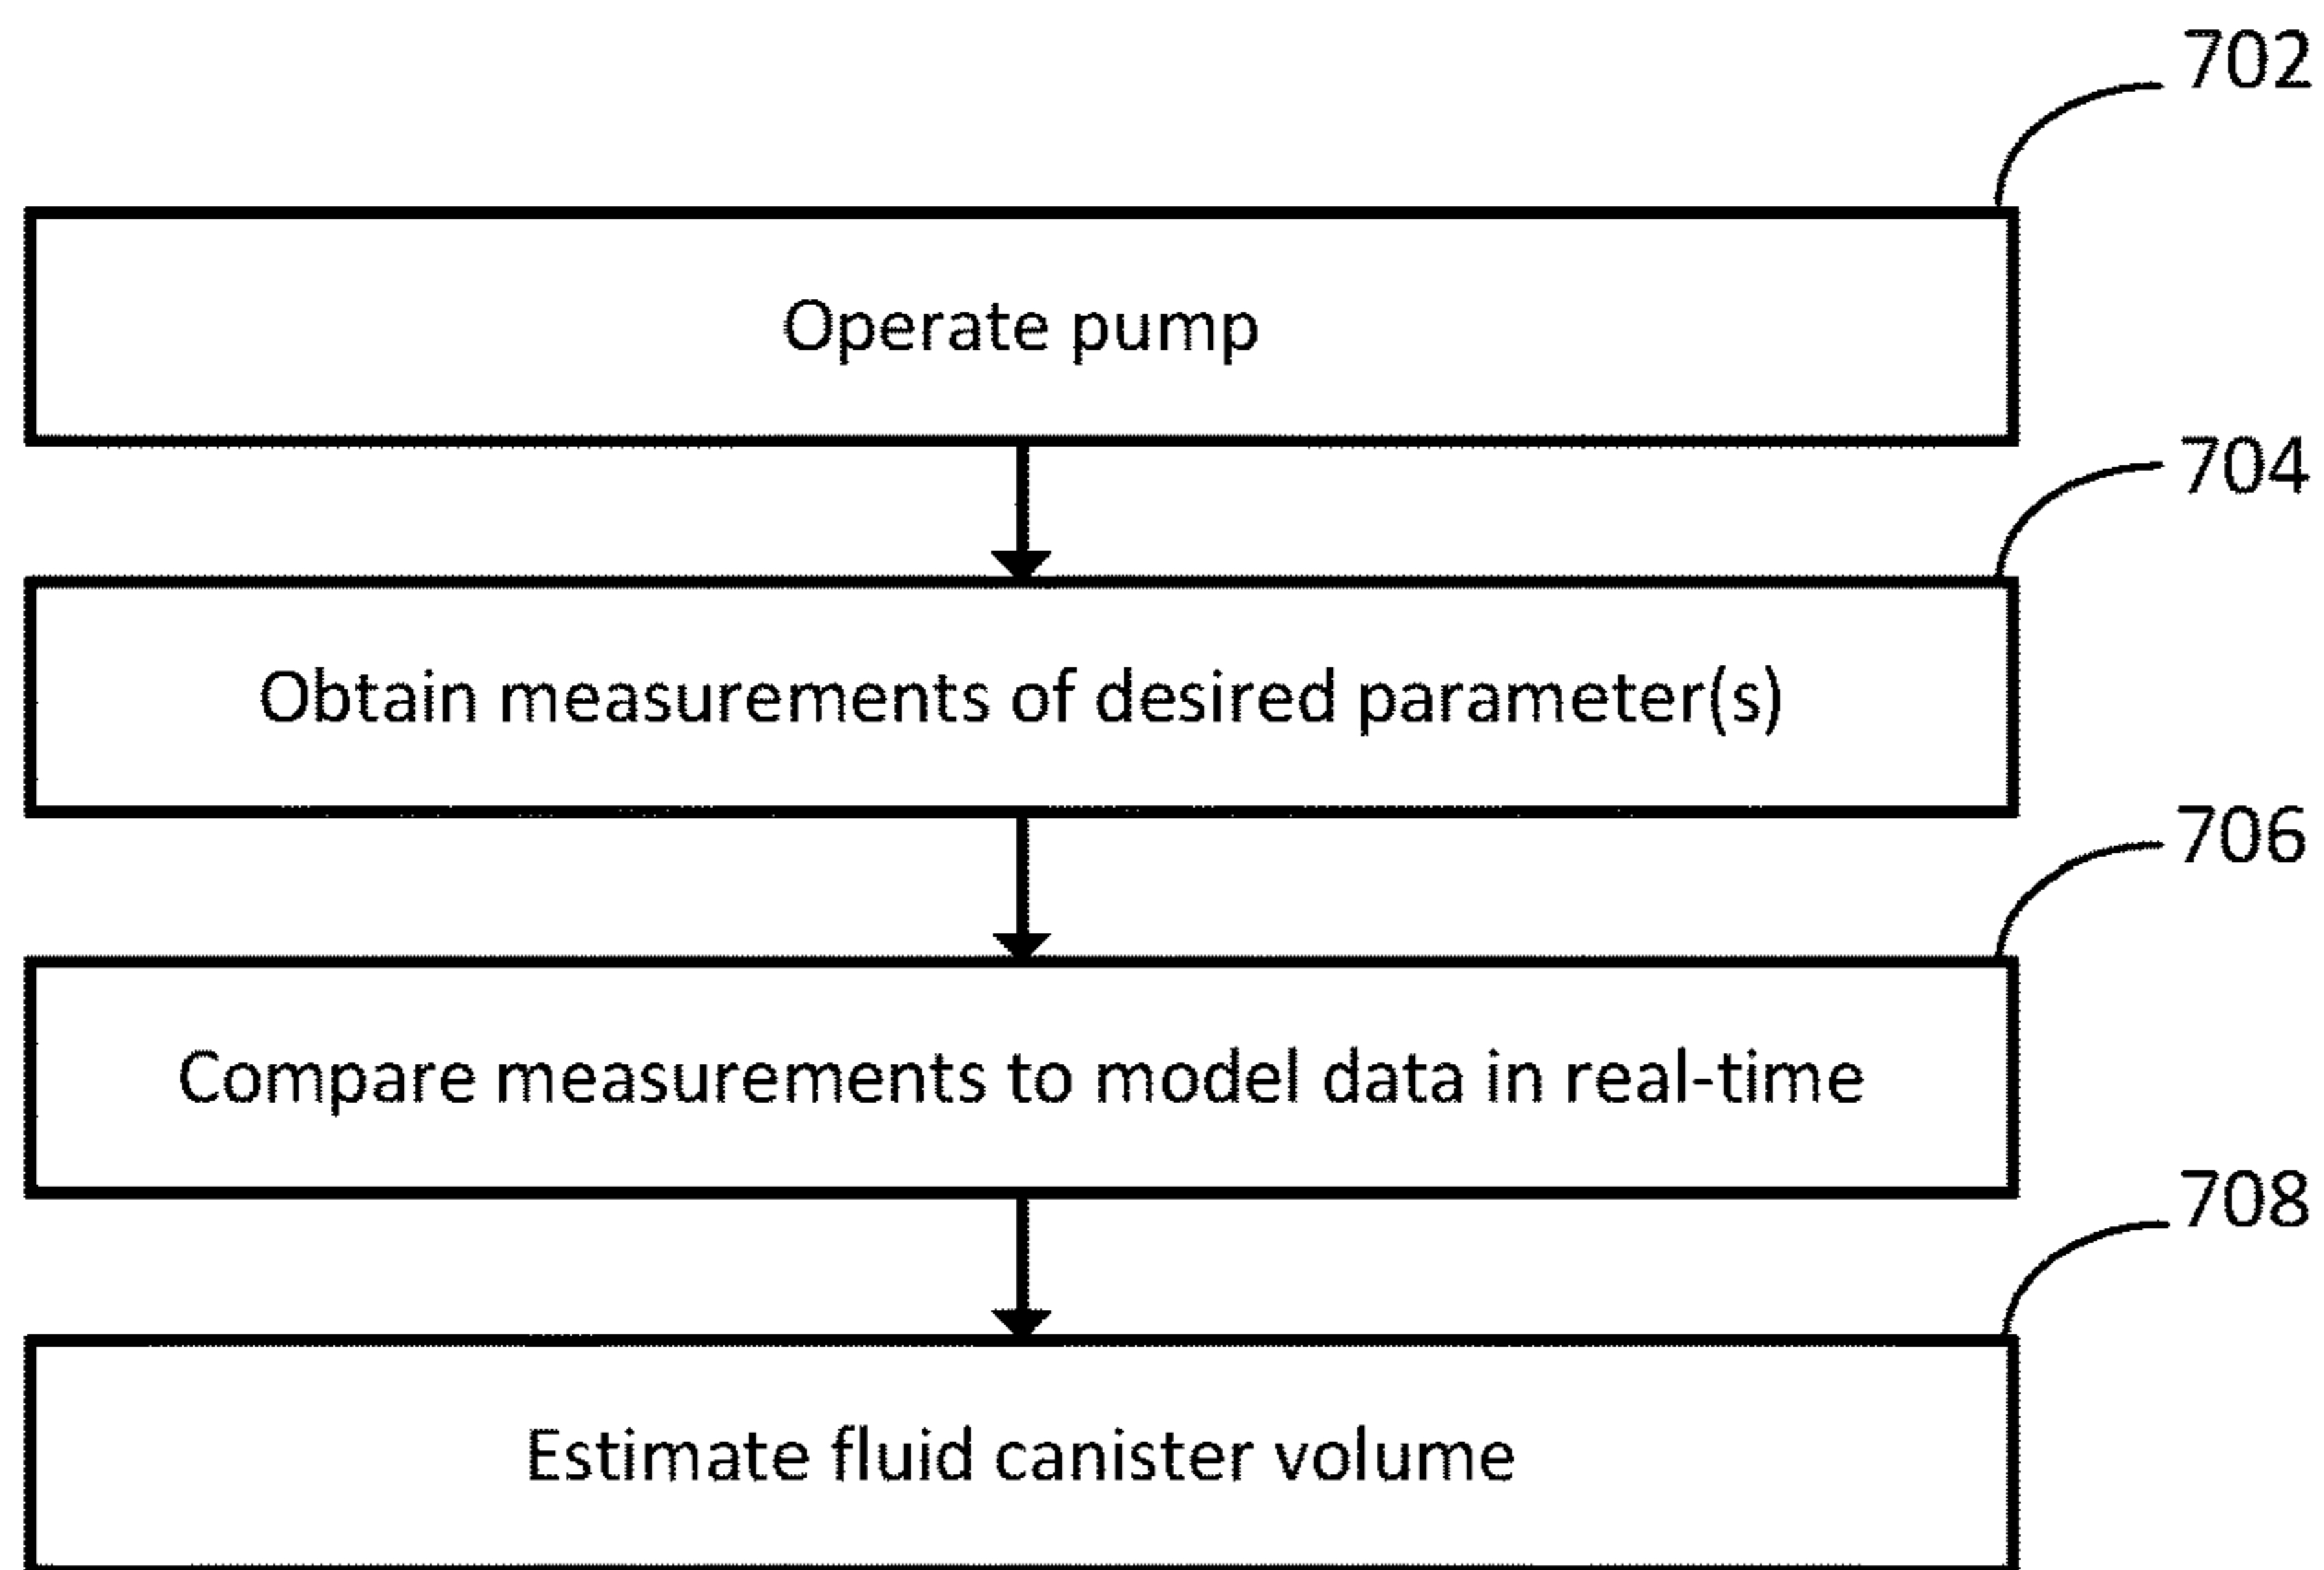 702
Operate pump
704
Obtain measurements of desired parameter(s)
706
Compare measurements to model data in real-time
708
Estimate fluid canister volume